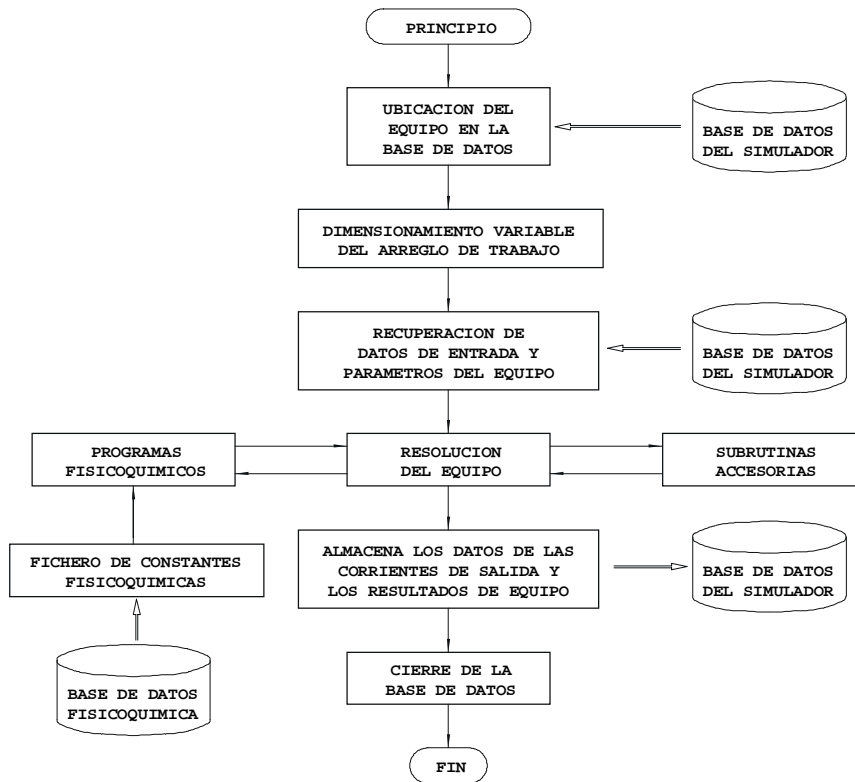 PRINCIPIO
UBICACION DEL
EQUIPO EN LA
BASE DE DATOS
BASE DE DATOS
DEL SIMULADOR
DIMENSIONAMIENTO VARIABLE
DEL ARREGLO DE TRABAJO
RECUPERACION DE
DATOS DE ENTRADA Y
PARAMETROS DEL EQUIPO
BASE DE DATOS
DEL SIMULADOR
PROGRAMAS
FISICOQUIMICOS
RESOLUCION
DEL EQUIPO
SUBRUTINAS
ACCESORIAS
FICHERO DE CONSTANTES
FISICOQUIMICAS
ALMACENA LOS DATOS DE LAS
CORRIENTES DE SALIDA Y
LOS RESULTADOS DE EQUIPO
BASE DE DATOS
DEL SIMULADOR
BASE DE DATOS
FISICOQUIMICA
CIERRE DE LA
BASE DE DATOS
FIN